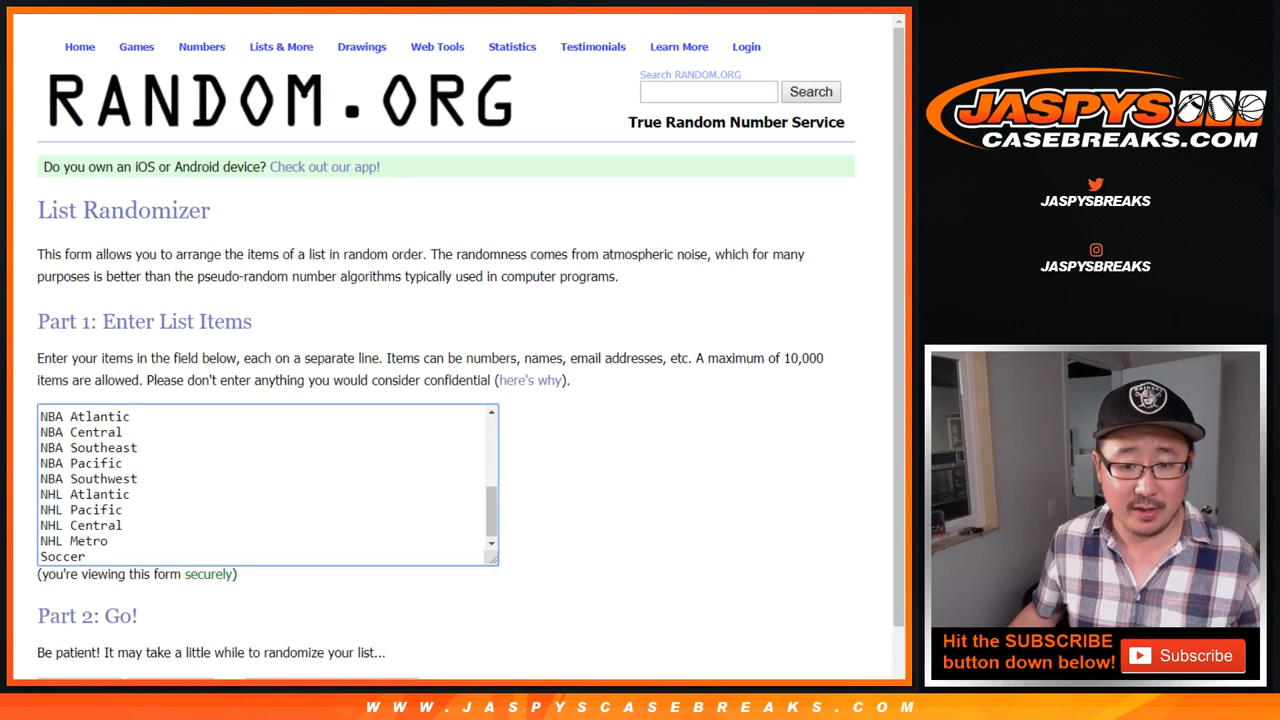 Home Games Numbers Lists & More Drawings Web Tools Statistics Testimonials Learn More Login
RANDOM.ORG
Search RANDOM.ORG
Search
True Random Number Service
Do you own an iOS or Android device? Check out our app!
List Randomizer
This form allows you to arrange the items of a list in random order. The randomness comes from atmospheric noise, which for many
purposes is better than the pseudo-random number algorithms typically used in computer programs.
Part 1: Enter List Items
Enter your items in the field below, each on a separate line. Items can be numbers, names, email addresses, etc. A maximum of 10,000
items are allowed. Please don't enter anything you would consider confidential (here's why).
NBA Atlantic
NBA Central
NBA Southeast
NBA Pacific
NBA Southwest
NHL Atlantic
NHL Pacific
NHL Central
NHL Metro
Soccer
(you're viewing this form securely)
Part 2: Go!
Be patient! It may take a little while to randomize your list...
JASPYS
CASEBREAKS.COM
JASPYSBREAKS
JASPYSBREAKS
RAIDERS
Hit the SUBSCRIBE
button down below!
Subscribe
WWW.JASPYSCASEBREAKS.COM